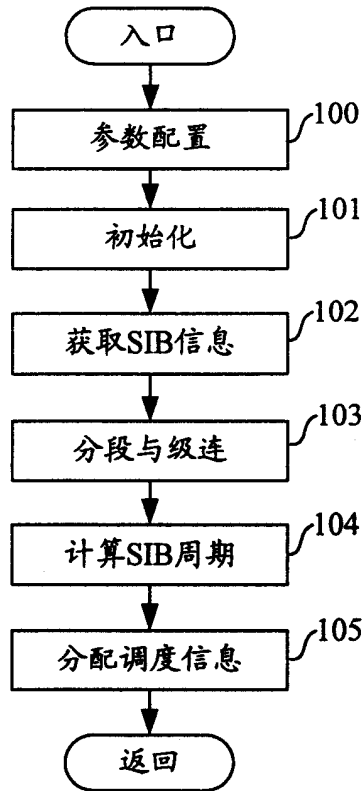 入口
参数配置
100
初始化
101
获取SIB信息
102
分段与级连
103
计算SIB周期
104
分配调度信息
105
返回